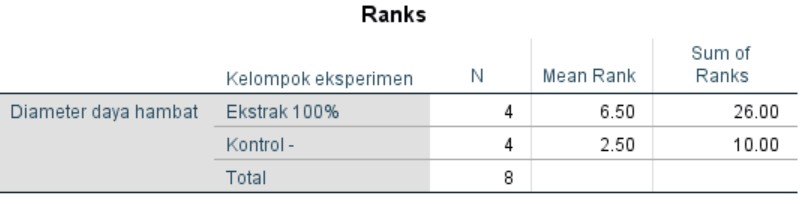 Ranks
Kelompok eksperimen N Mean Rank Sum of Ranks
Diameter daya hambat Ekstrak 100% 4 6.50 26.00
Kontrol - 4 2.50 10.00
Total 8